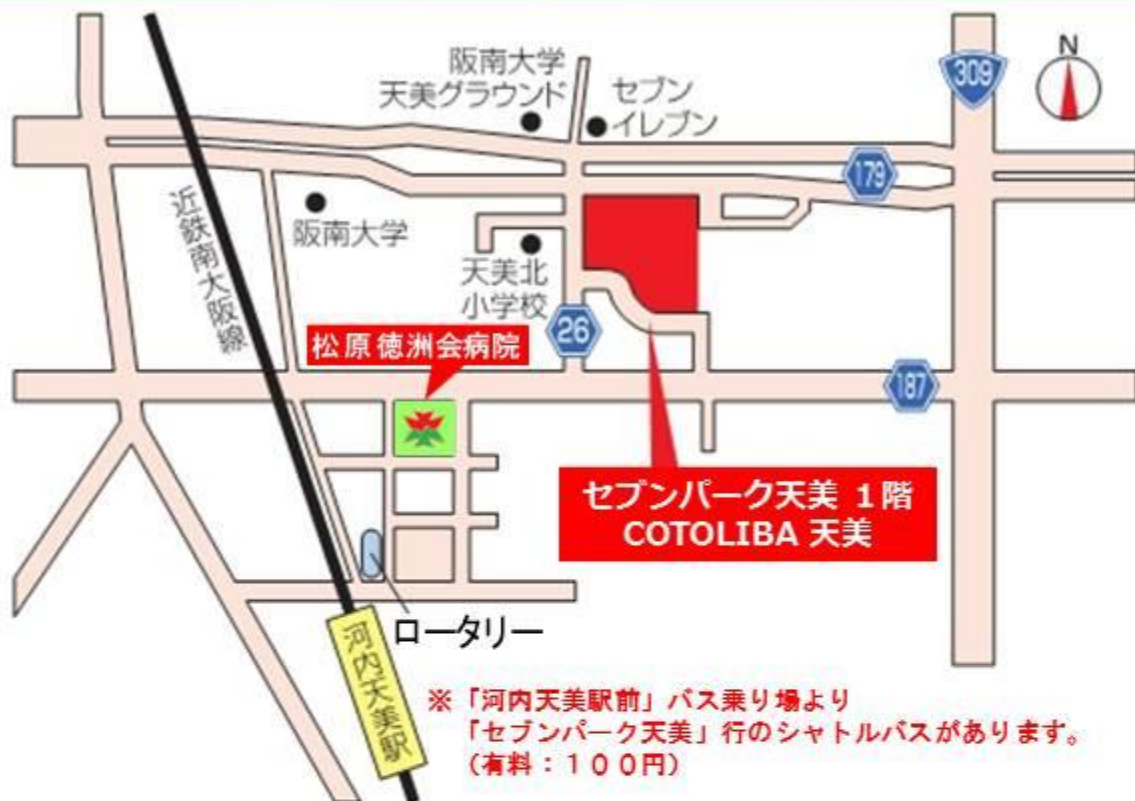 阪南大学
天美グラウンド
セブン
イレブン
309
N
179
近鉄南大阪線
阪南大学
天美北
小学校
26
松原徳洲会病院
187
セブンパーク天美 1階
COTOLIBA 天美
ロータリー
河内天美駅
※「河内天美駅前」バス乗り場より
「セブンパーク天美」行のシャトルバスがあります。
(有料:100円)